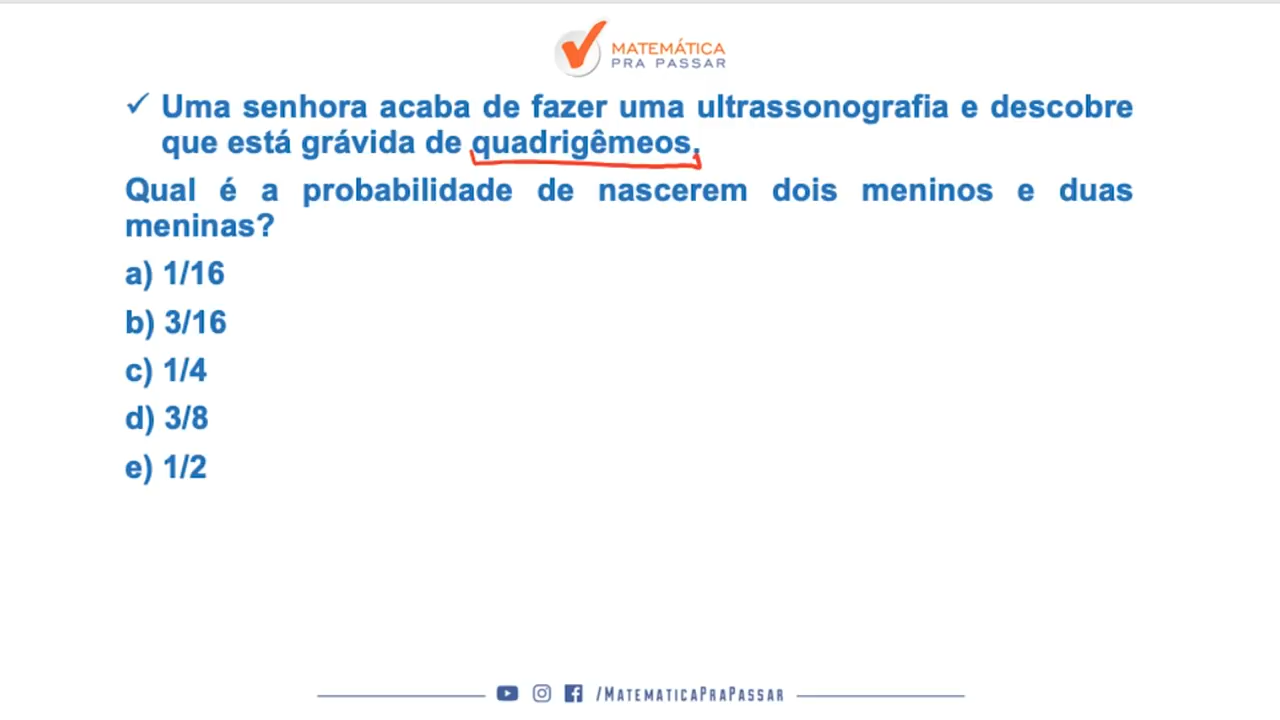 MATEMÁTICA
PRA PASSAR
✓ Uma senhora acaba de fazer uma ultrassonografia e descobre
que está grávida de quadrigêmeos.
Qual é a probabilidade de nascerem dois meninos e duas
meninas?
a) 1/16
b) 3/16
c) 1/4
d) 3/8
e) 1/2
/MATEMATICAPRAPASSAR